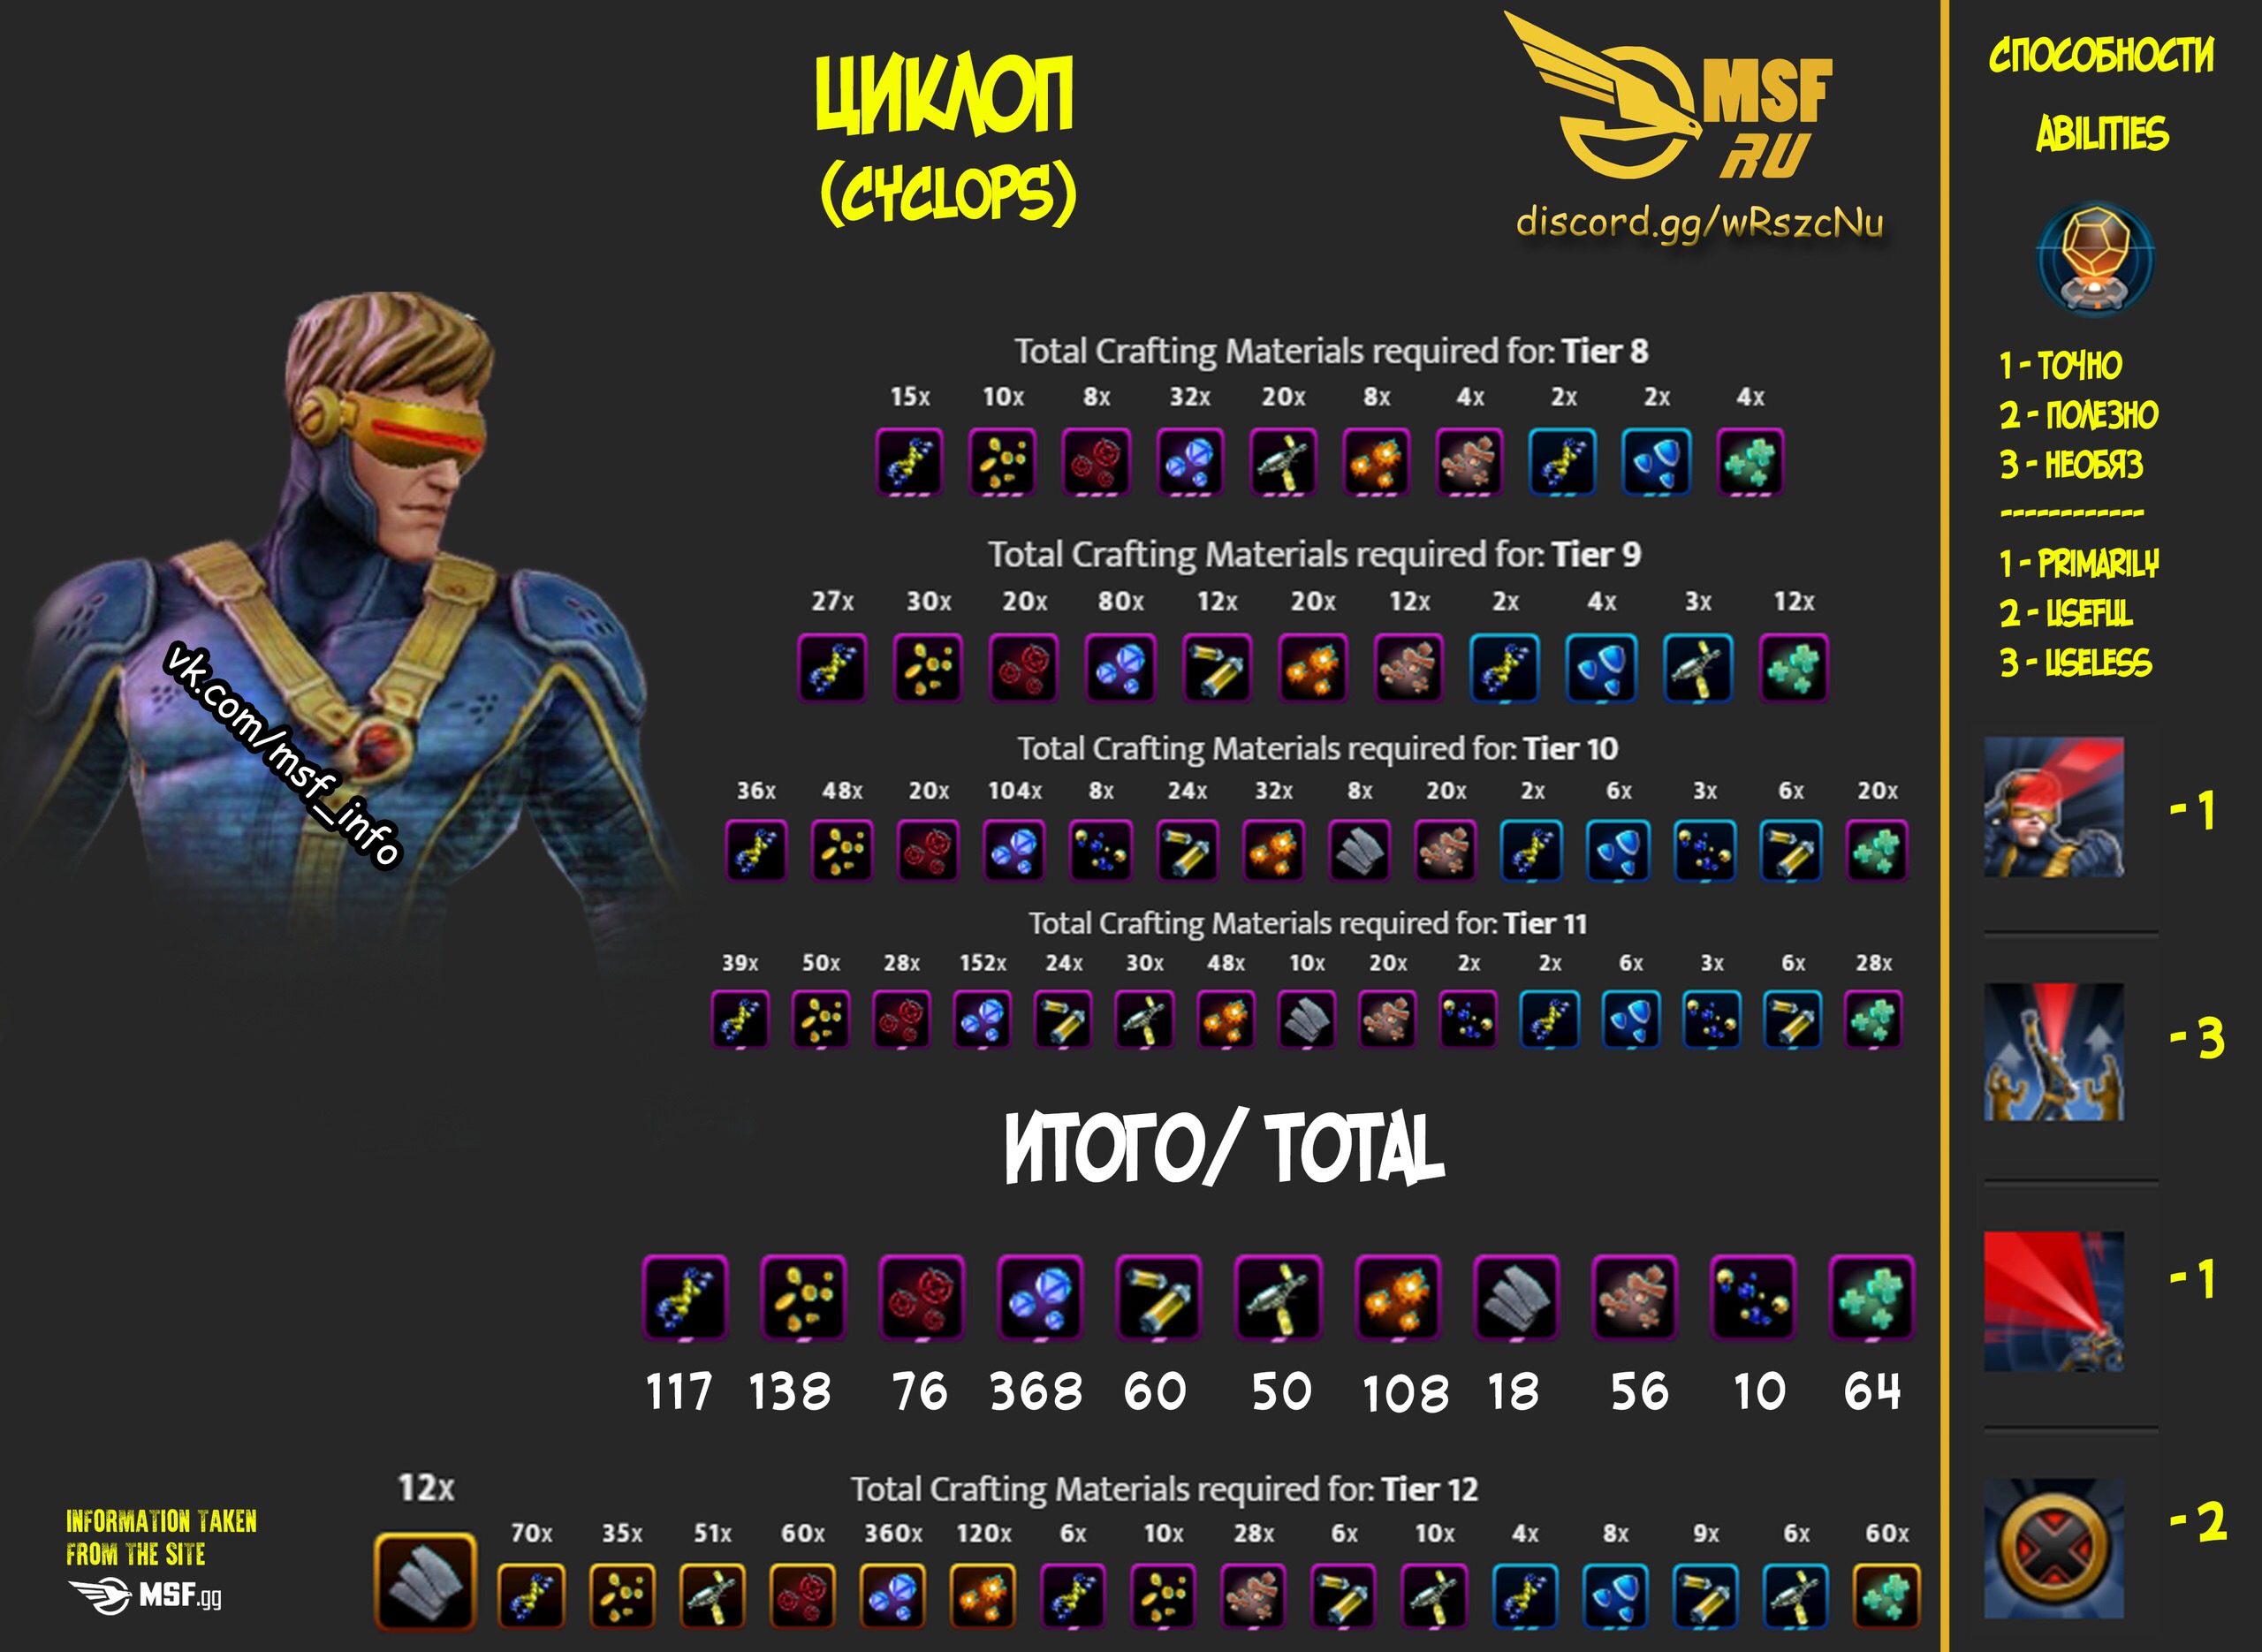 ЦИКЛОП
(CYCLOPS)
MSF
RU
discord.gg/wRszcNu
vk.com/msf_info
Total Crafting Materials required for: Tier 8
15x 10x 8x 32x 20x 8x 4x 2x 2x 4x
Total Crafting Materials required for: Tier 9
27x 30x 20x 80x 12x 20x 12x 2x 4x 3x 12x
Total Crafting Materials required for: Tier 10
36x 48x 20x 104x 8x 24x 32x 8x 20x 2x 6x 3x 6x 20x
Total Crafting Materials required for: Tier 11
39x 50x 28x 152x 24x 30x 48x 10x 20x 2x 2x 6x 3x 6x 28x
ИТОГО/ TOTAL
117 138 76 368 60 50 108 18 56 10 64
Total Crafting Materials required for: Tier 12
12x 70x 35x 51x 60x 360x 120x 6x 10x 28x 6x 10x 4x 8x 9x 6x 60x
INFORMATION TAKEN
FROM THE SITE
MSF.gg
СПОСОБНОСТИ
ABILITIES
1 - ТОЧНО
2 - ПОЛЕЗНО
3 - НЕОБЯЗ
------------
1 - PRIMARILY
2 - USEFUL
3 - USELESS
- 1
- 3
- 1
- 2